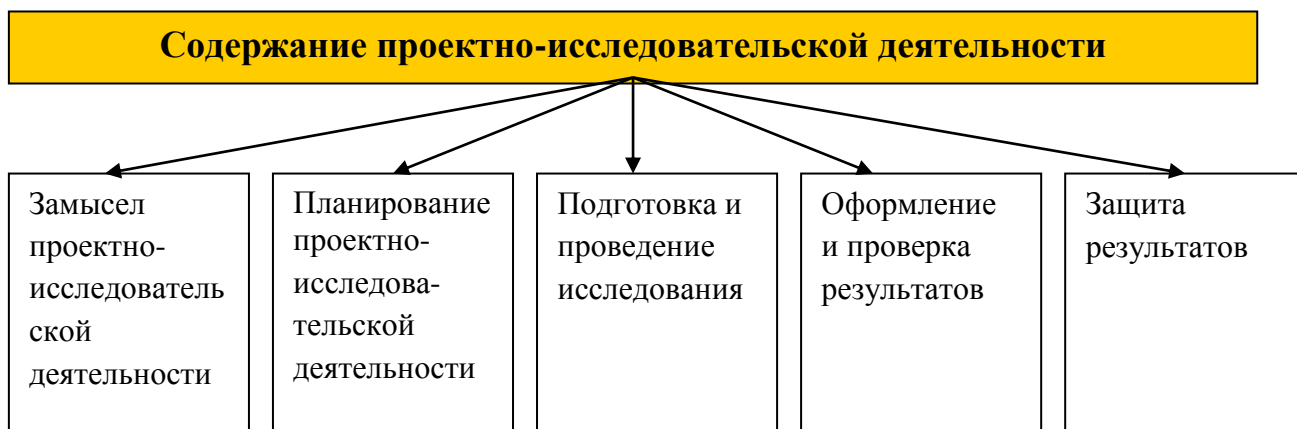 Содержание проектно-исследовательской деятельности
Замысел
проектно-
исследователь
ской
деятельности
Планирование
проектно-
исследова-
тельской
деятельности
Подготовка и
проведение
исследования
Оформление
и проверка
результатов
Защита
результатов